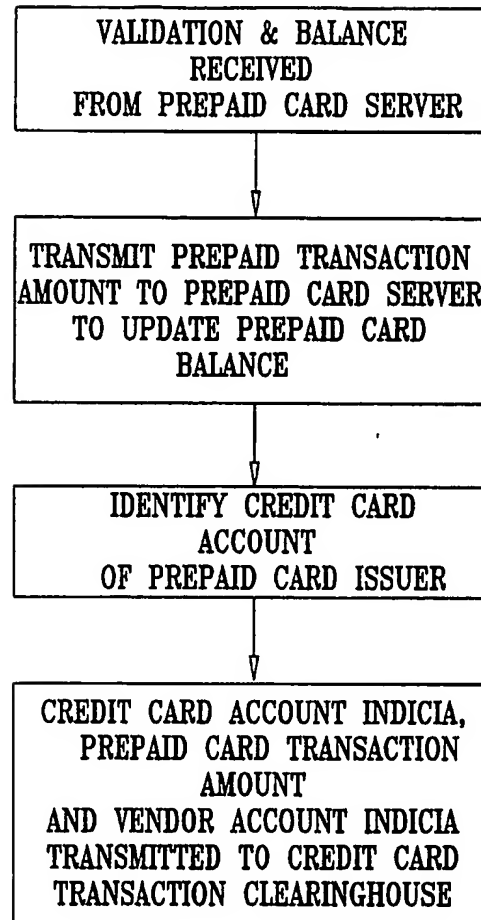 VALIDATION & BALANCE
RECEIVED
FROM PREPAID CARD SERVER
TRANSMIT PREPAID TRANSACTION
AMOUNT TO PREPAID CARD SERVER
TO UPDATE PREPAID CARD
BALANCE
IDENTIFY CREDIT CARD
ACCOUNT
OF PREPAID CARD ISSUER
CREDIT CARD ACCOUNT INDICIA,
PREPAID CARD TRANSACTION
AMOUNT
AND VENDOR ACCOUNT INDICIA
TRANSMITTED TO CREDIT CARD
TRANSACTION CLEARINGHOUSE